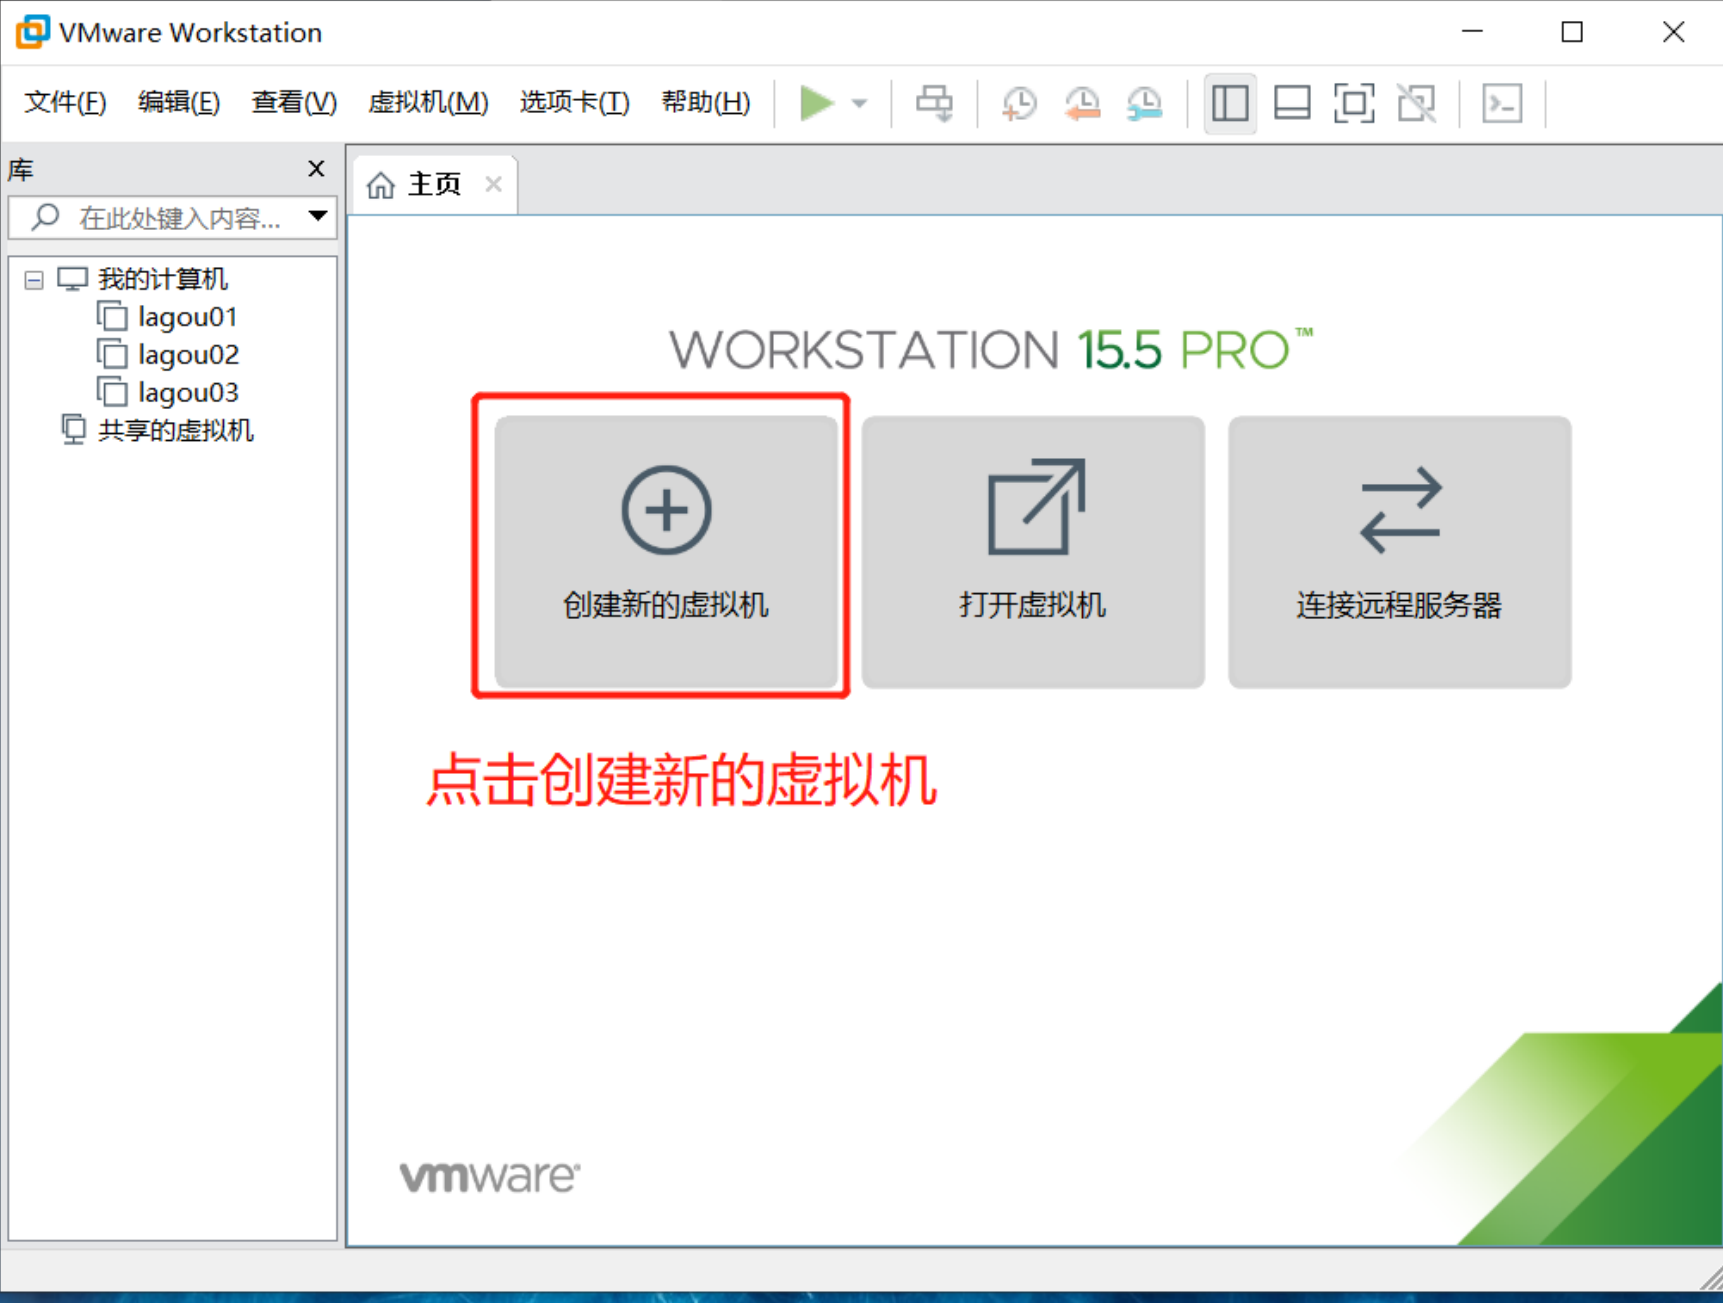 VMware Workstation
文件(F) 编辑(E) 查看(V) 虚拟机(M) 选项卡(T) 帮助(H)
库
主页
在此处键入内容...
我的计算机
lagou01
lagou02
lagou03
共享的虚拟机
WORKSTATION 15.5 PRO™
创建新的虚拟机
打开虚拟机
连接远程服务器
点击创建新的虚拟机
vmware®